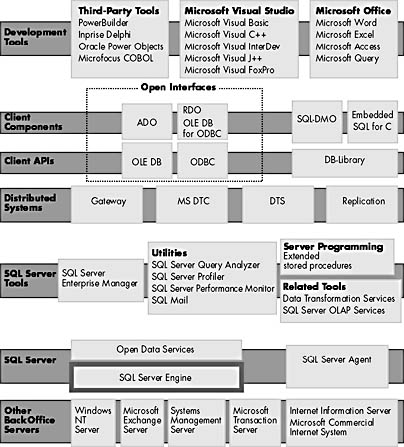 Development Tools
Third-Party Tools
PowerBuilder
Inprise Delphi
Oracle Power Objects
Microfocus COBOL
Microsoft Visual Studio
Microsoft Visual Basic
Microsoft Visual C++
Microsoft Visual InterDev
Microsoft Visual J++
Microsoft Visual FoxPro
Microsoft Office
Microsoft Word
Microsoft Excel
Microsoft Access
Microsoft Query
Open Interfaces
Client Components
ADO
RDO
OLE DB
for ODBC
SQL-DMO
Embedded
SQL for C
Client APIs
OLE DB
ODBC
DB-Library
Distributed Systems
Gateway
MS DTC
DTS
Replication
SQL Server Tools
SQL Server
Enterprise Manager
Utilities
SQL Server Query Analyzer
SQL Server Profiler
SQL Server Performance Monitor
SQL Mail
Server Programming
Extended
stored procedures
Related Tools
Data Transformation Services
SQL Server OLAP Services
SQL Server
Open Data Services
SQL Server Engine
SQL Server Agent
Other BackOffice Servers
Windows
NT
Server
Microsoft
Exchange
Server
Systems
Management
Server
Microsoft
Transaction
Server
Internet Information Server
Microsoft Commercial
Internet System